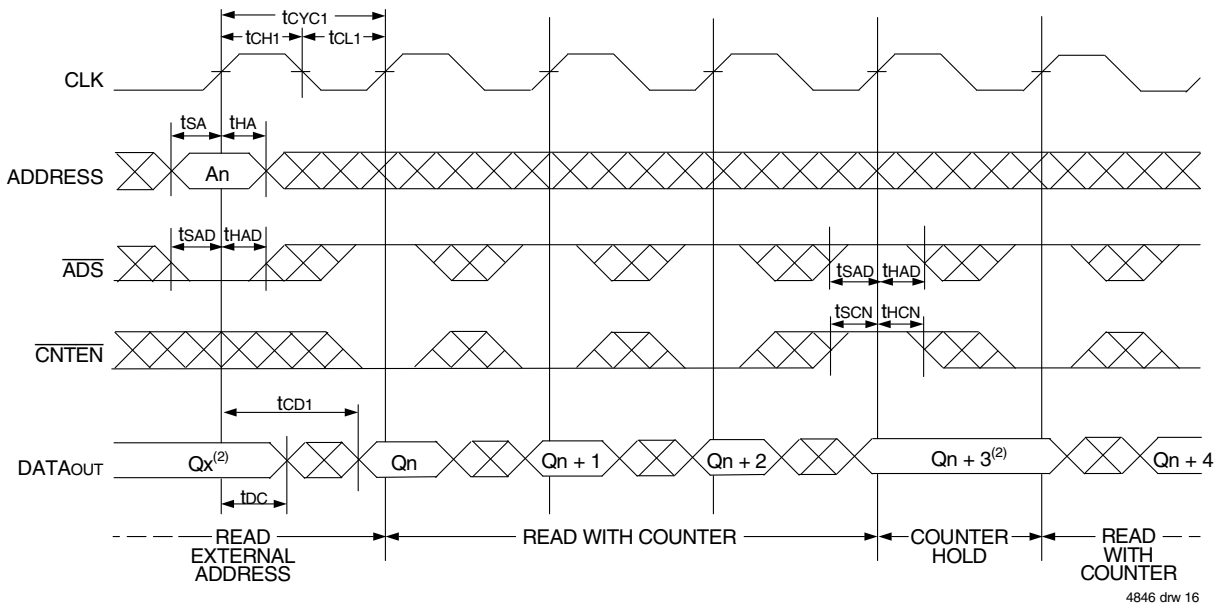 tCYC1
tCH1 tCL1
CLK
tSA tHA
ADDRESS An
tSAD tHAD
ADS
tSAD tHAD
tSCN tHCN
CNTEN
tCD1
DATAOUT Qx(2) Qn Qn + 1 Qn + 2 Qn + 3(2) Qn + 4
tDC
READ EXTERNAL ADDRESS
READ WITH COUNTER
COUNTER HOLD
READ WITH COUNTER
4846 drw 16